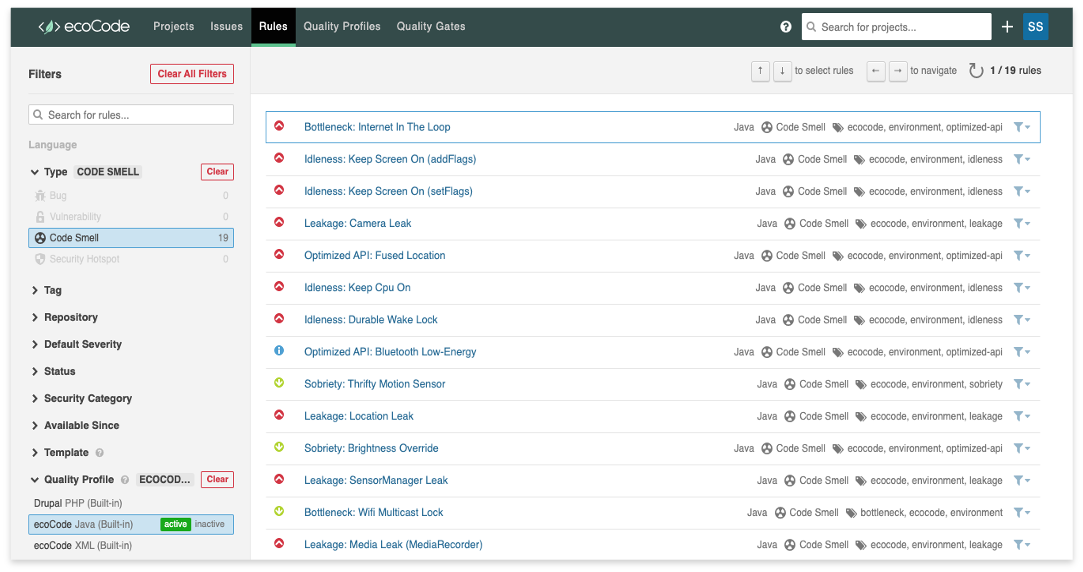 ecoCode Projects Issues Rules Quality Profiles Quality Gates ? Search for projects... + SS
Filters Clear All Filters
↑ ↓ to select rules ← → to navigate 1 / 19 rules
Search for rules...
Language
Type CODE SMELL Clear
Bug 0
Vulnerability 0
Code Smell 19
Security Hotspot 0
Tag
Repository
Default Severity
Status
Security Category
Available Since
Template ?
Quality Profile ? ECOCOD... Clear
Drupal PHP (Built-in)
ecoCode Java (Built-in) active inactive
ecoCode XML (Built-in)
Bottleneck: Internet In The Loop Java Code Smell ecocode, environment, optimized-api
Idleness: Keep Screen On (addFlags) Java Code Smell ecocode, environment, idleness
Idleness: Keep Screen On (setFlags) Java Code Smell ecocode, environment, idleness
Leakage: Camera Leak Java Code Smell ecocode, environment, leakage
Optimized API: Fused Location Java Code Smell ecocode, environment, optimized-api
Idleness: Keep Cpu On Java Code Smell ecocode, environment, idleness
Idleness: Durable Wake Lock Java Code Smell ecocode, environment, idleness
Optimized API: Bluetooth Low-Energy Java Code Smell ecocode, environment, optimized-api
Sobriety: Thrifty Motion Sensor Java Code Smell ecocode, environment, sobriety
Leakage: Location Leak Java Code Smell ecocode, environment, leakage
Sobriety: Brightness Override Java Code Smell ecocode, environment, optimized-api
Leakage: SensorManager Leak Java Code Smell ecocode, environment, leakage
Bottleneck: Wifi Multicast Lock Java Code Smell bottleneck, ecocode, environment
Leakage: Media Leak (MediaRecorder) Java Code Smell ecocode, environment, leakage